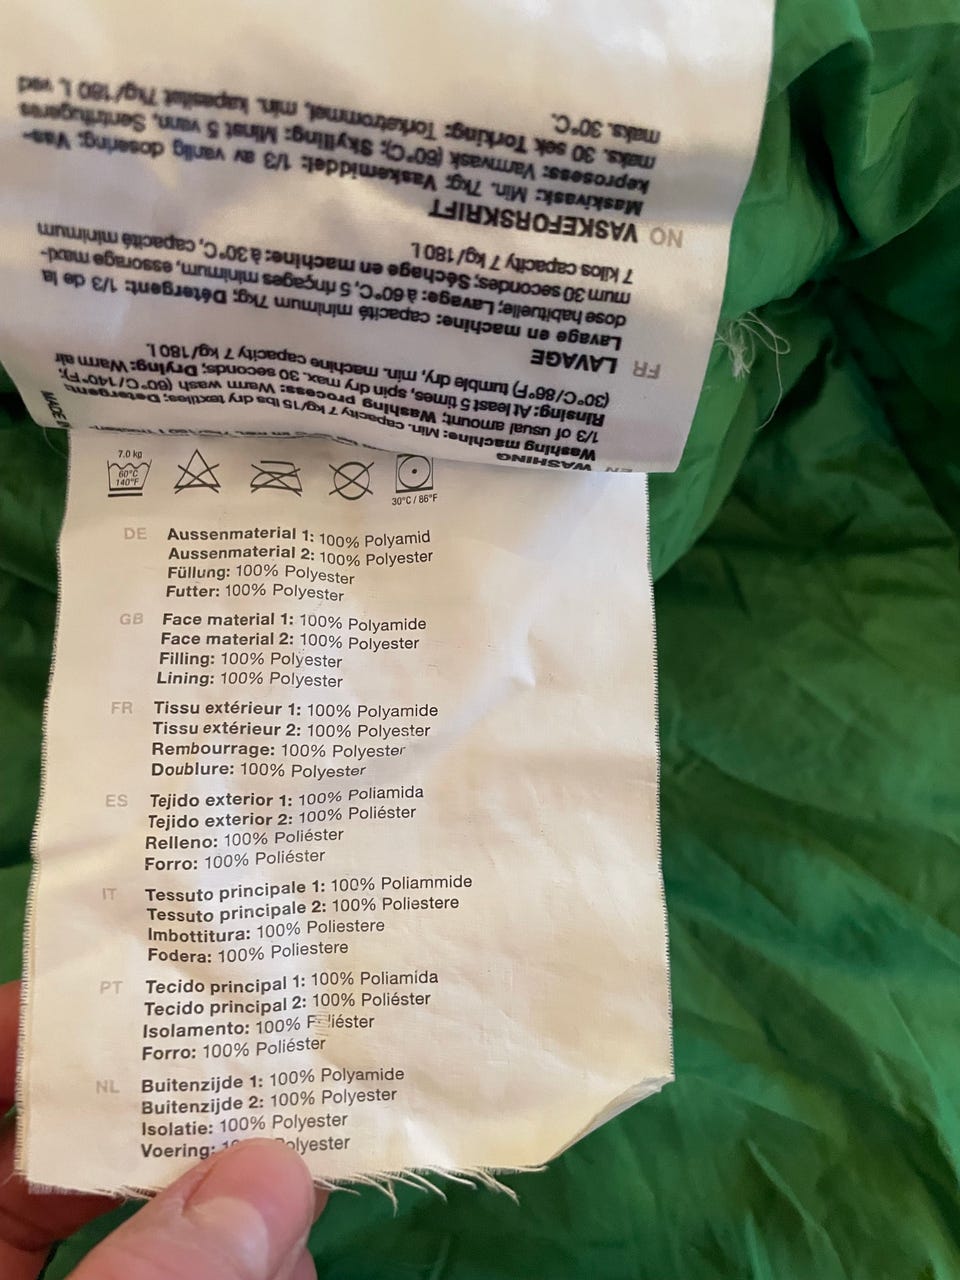 EN WASHING
Washing machine: Min. capacity 7 kg/15 lbs dry textiles; Detergent:
1/3 of usual amount; Washing process: Warm wash (60°C/140°F);
Rinsing: At least 5 times, spin dry max. 30 seconds; Drying: Warm air
(30°C/86°F) tumble dry, min. machine capacity 7 kg/180 l.
FR LAVAGE
Lavage en machine: capacité minimum 7kg; Détergent: 1/3 de la
dose habituelle; Lavage: à 60°C, 5 rinçages minimum, essorage maxi-
mum 30 secondes; Séchage en machine: à 30°C, capacité minimum
7 kilos capacity 7 kg/180 l
NO VASKEFORSKRIFT
Maskivask: Min. 7kg; Vaskemiddel: 1/3 av vanlig dosering; Vas-
keprosess: Varmvask (60°C); Skylling: Minst 5 vann, Sentrifugeres
maks. 30 sek Torking: Torketrommel, min. kapasitet 7kg/180 l, ved
maks. 30°C.
MADE
7.0 kg
60°C
140°F
30°C / 86°F
DE Aussenmaterial 1: 100% Polyamid
Aussenmaterial 2: 100% Polyester
Füllung: 100% Polyester
Futter: 100% Polyester
GB Face material 1: 100% Polyamide
Face material 2: 100% Polyester
Filling: 100% Polyester
Lining: 100% Polyester
FR Tissu extérieur 1: 100% Polyamide
Tissu extérieur 2: 100% Polyester
Rembourrage: 100% Polyester
Doublure: 100% Polyester
ES Tejido exterior 1: 100% Poliamida
Tejido exterior 2: 100% Poliéster
Relleno: 100% Poliéster
Forro: 100% Poliéster
IT Tessuto principale 1: 100% Poliammide
Tessuto principale 2: 100% Poliestere
Imbottitura: 100% Poliestere
Fodera: 100% Poliestere
PT Tecido principal 1: 100% Poliamida
Tecido principal 2: 100% Poliéster
Isolamento: 100% Poliéster
Forro: 100% Poliéster
NL Buitenzijde 1: 100% Polyamide
Buitenzijde 2: 100% Polyester
Isolatie: 100% Polyester
Voering: Polyester